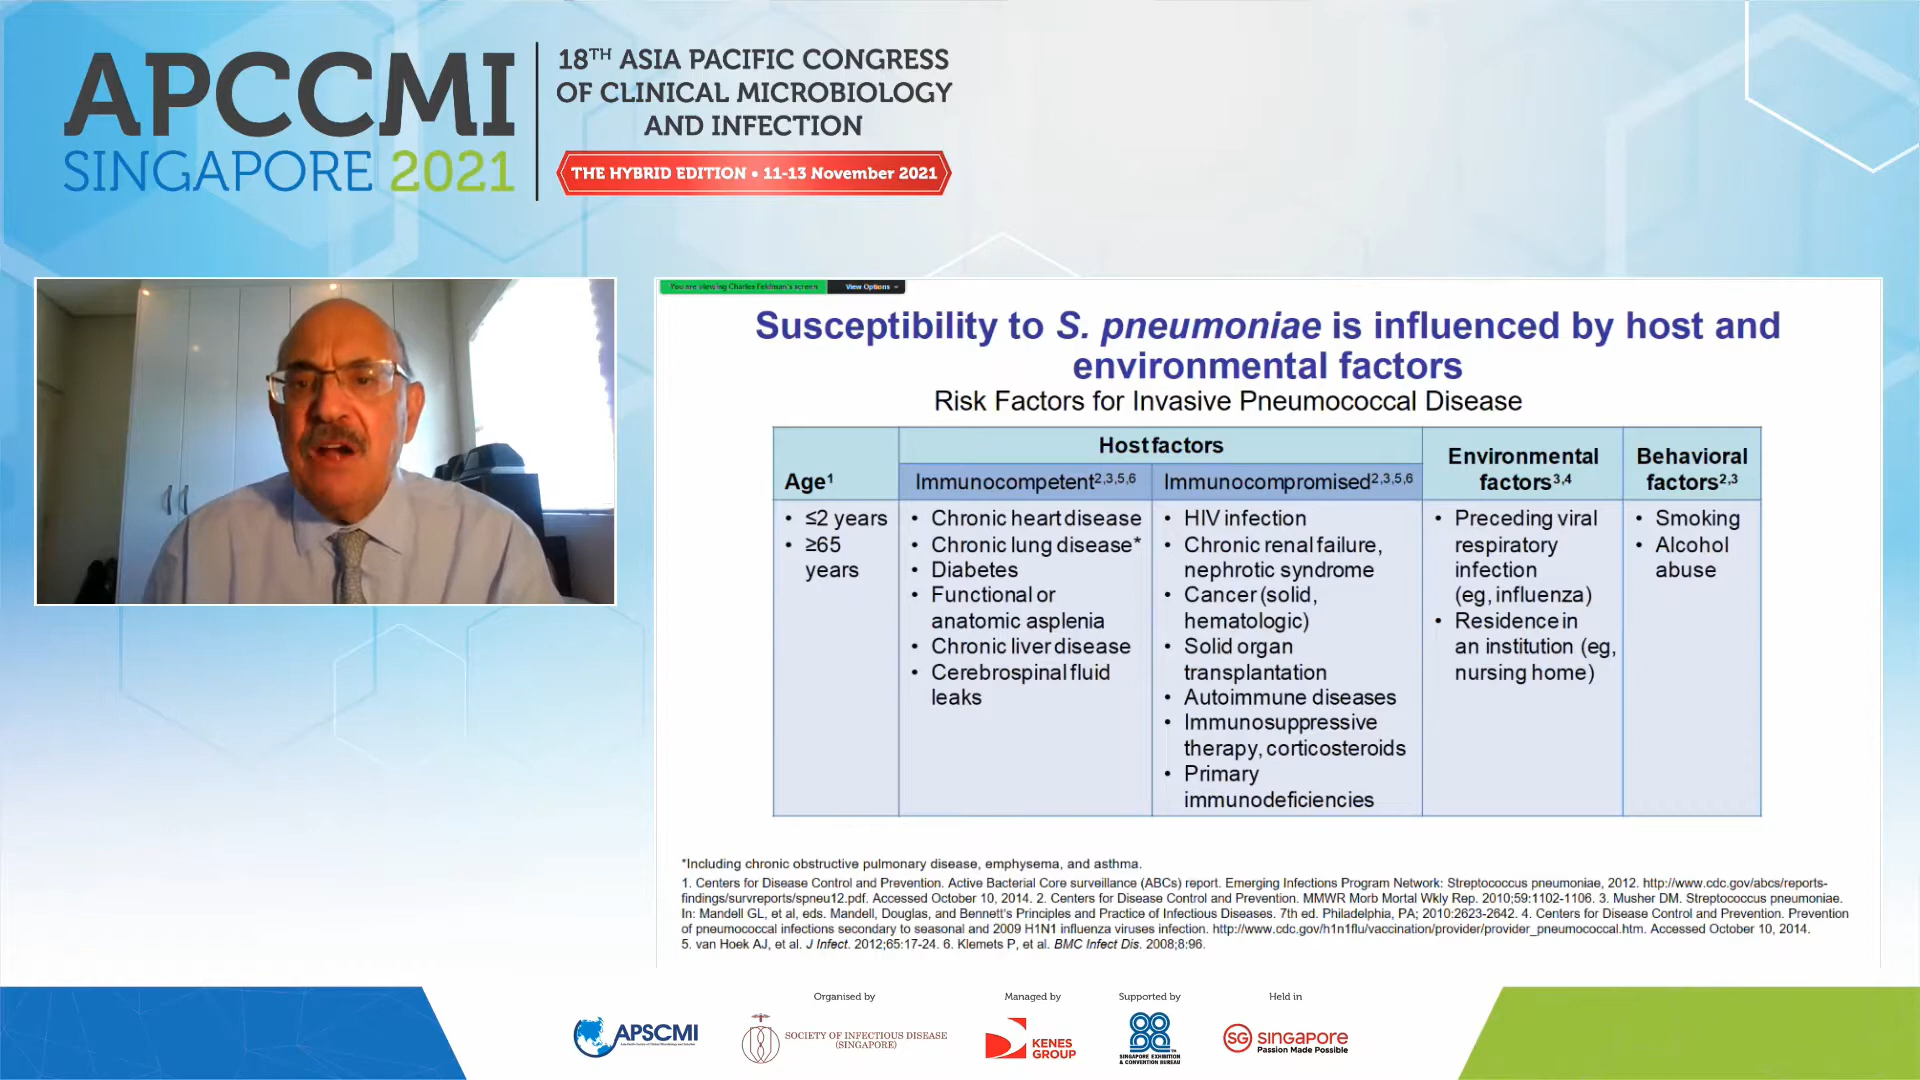 APCCMI
SINGAPORE 2021
18TH ASIA PACIFIC CONGRESS
OF CLINICAL MICROBIOLOGY
AND INFECTION
THE HYBRID EDITION • 11-13 November 2021
You are viewing Charles Feldman's screen
View Options
Susceptibility to S. pneumoniae is influenced by host and
environmental factors
Risk Factors for Invasive Pneumococcal Disease
Age1
Host factors
Immunocompetent2,3,5,6
Immunocompromised2,3,5,6
Environmental
factors3,4
Behavioral
factors2,3
• ≤2 years
• ≥65
years
• Chronic heart disease
• Chronic lung disease*
• Diabetes
• Functional or
anatomic asplenia
• Chronic liver disease
• Cerebrospinal fluid
leaks
• HIV infection
• Chronic renal failure,
nephrotic syndrome
• Cancer (solid,
hematologic)
• Solid organ
transplantation
• Autoimmune diseases
• Immunosuppressive
therapy, corticosteroids
• Primary
immunodeficiencies
• Preceding viral
respiratory
infection
(eg, influenza)
• Residence in
an institution (eg,
nursing home)
• Smoking
• Alcohol
abuse
*Including chronic obstructive pulmonary disease, emphysema, and asthma.
1. Centers for Disease Control and Prevention. Active Bacterial Core surveillance (ABCs) report. Emerging Infections Program Network: Streptococcus pneumoniae, 2012. http://www.cdc.gov/abcs/reports-
findings/survreports/spneu12.pdf. Accessed October 10, 2014. 2. Centers for Disease Control and Prevention. MMWR Morb Mortal Wkly Rep. 2010;59:1102-1106. 3. Musher DM. Streptococcus pneumoniae.
In: Mandell GL, et al, eds. Mandell, Douglas, and Bennett's Principles and Practice of Infectious Diseases. 7th ed. Philadelphia, PA; 2010:2623-2642. 4. Centers for Disease Control and Prevention. Prevention
of pneumococcal infections secondary to seasonal and 2009 H1N1 influenza viruses infection. http://www.cdc.gov/h1n1flu/vaccination/provider/provider_pneumococcal.htm. Accessed October 10, 2014.
5. van Hoek AJ, et al. J Infect. 2012;65:17-24. 6. Klemets P, et al. BMC Infect Dis. 2008;8:96.
Organised by
Managed by
Supported by
Held in
APSCMI
SOCIETY OF INFECTIOUS DISEASE
(SINGAPORE)
KENES
GROUP
SINGAPORE EXHIBITION
& CONVENTION BUREAU
SG SINGAPORE
Passion Made Possible